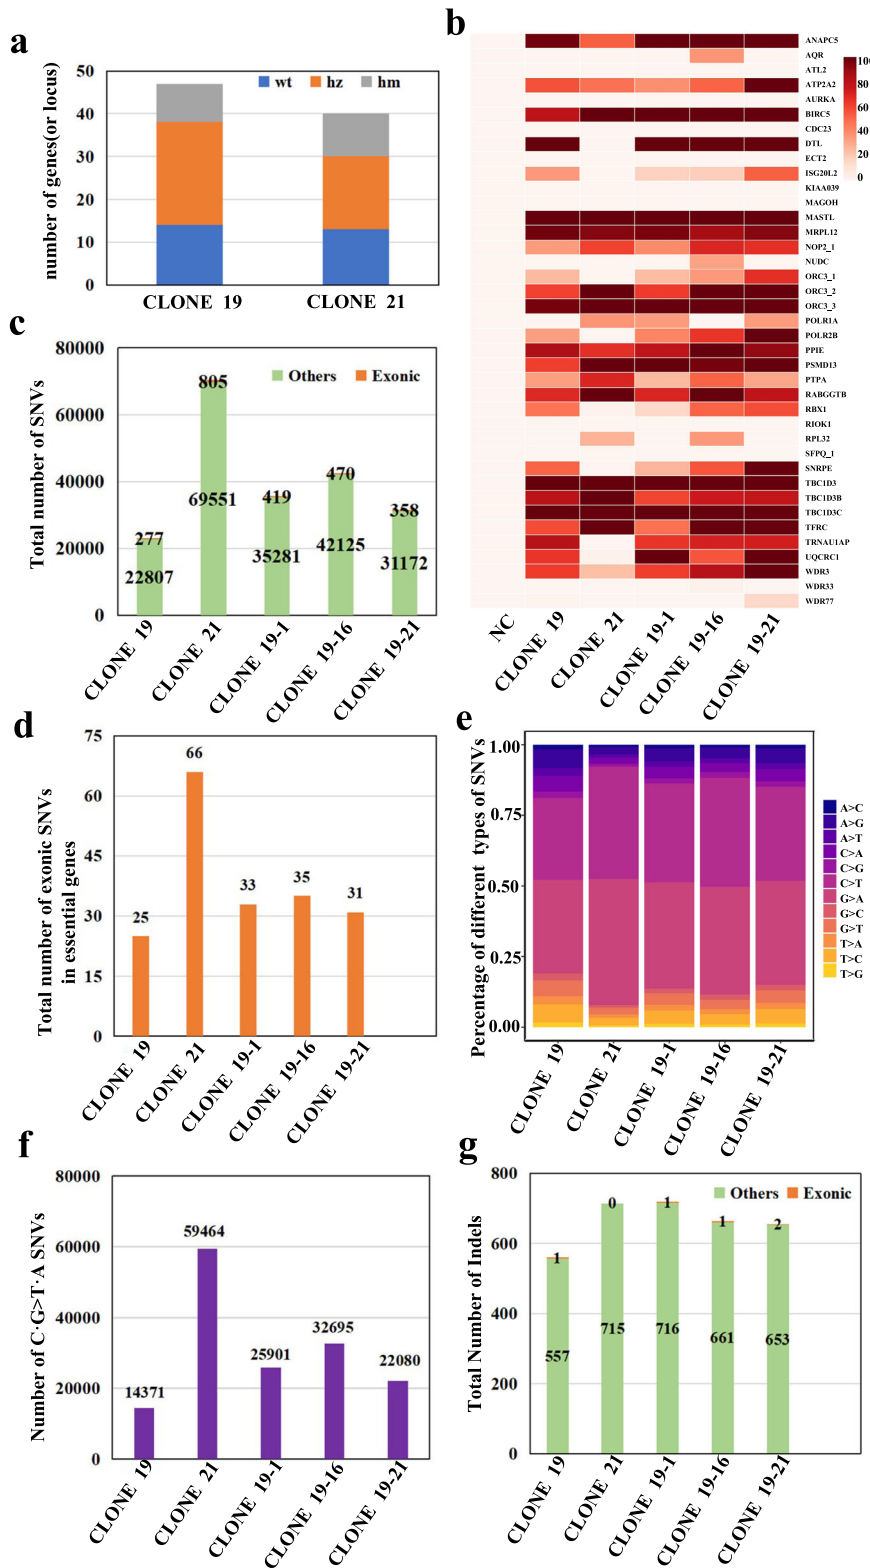 a
number of genes(or locus)
50
40
30
20
10
0
wt
hz
hm
CLONE 19
CLONE 21
b
ANAPC5
AQR
ATL2
ATP2A2
AURKA
BIRC5
CDC23
DTL
ECT2
ISG20L2
KIAA039
MAGOH
MASTL
MRPL12
NOP2_1
NUDC
ORC3_1
ORC3_2
ORC3_3
POLR1A
POLR2B
PPIE
PSMD13
PTPA
RABGGTB
RBX1
RIOK1
RPL32
SFPQ_1
SNRPE
TBC1D3
TBC1D3B
TBC1D3C
TFRC
TRNAU1AP
UQCRC1
WDR3
WDR33
WDR77
100
80
60
40
20
0
NC
CLONE 19
CLONE 21
CLONE 19-1
CLONE 19-16
CLONE 19-21
c
Total number of SNVs
80000
60000
40000
20000
0
Others
Exonic
277
22807
805
69551
419
35281
470
42125
358
31172
CLONE 19
CLONE 21
CLONE 19-1
CLONE 19-16
CLONE 19-21
d
Total number of exonic SNVs
in essential genes
75
60
45
30
15
0
25
66
33
35
31
CLONE 19
CLONE 21
CLONE 19-1
CLONE 19-16
CLONE 19-21
e
Percentage of different types of SNVs
1.00
0.75
0.50
0.25
0.00
A>C
A>G
A>T
C>A
C>G
C>T
G>A
G>C
G>T
T>A
T>C
T>G
CLONE 19
CLONE 21
CLONE 19-1
CLONE 19-16
CLONE 19-21
f
Number of C·G>T·A SNVs
80000
60000
40000
20000
0
14371
59464
25901
32695
22080
CLONE 19
CLONE 21
CLONE 19-1
CLONE 19-16
CLONE 19-21
g
Total Number of Indels
800
600
400
200
0
Others
Exonic
1
557
0
715
1
716
1
661
2
653
CLONE 19
CLONE 21
CLONE 19-1
CLONE 19-16
CLONE 19-21